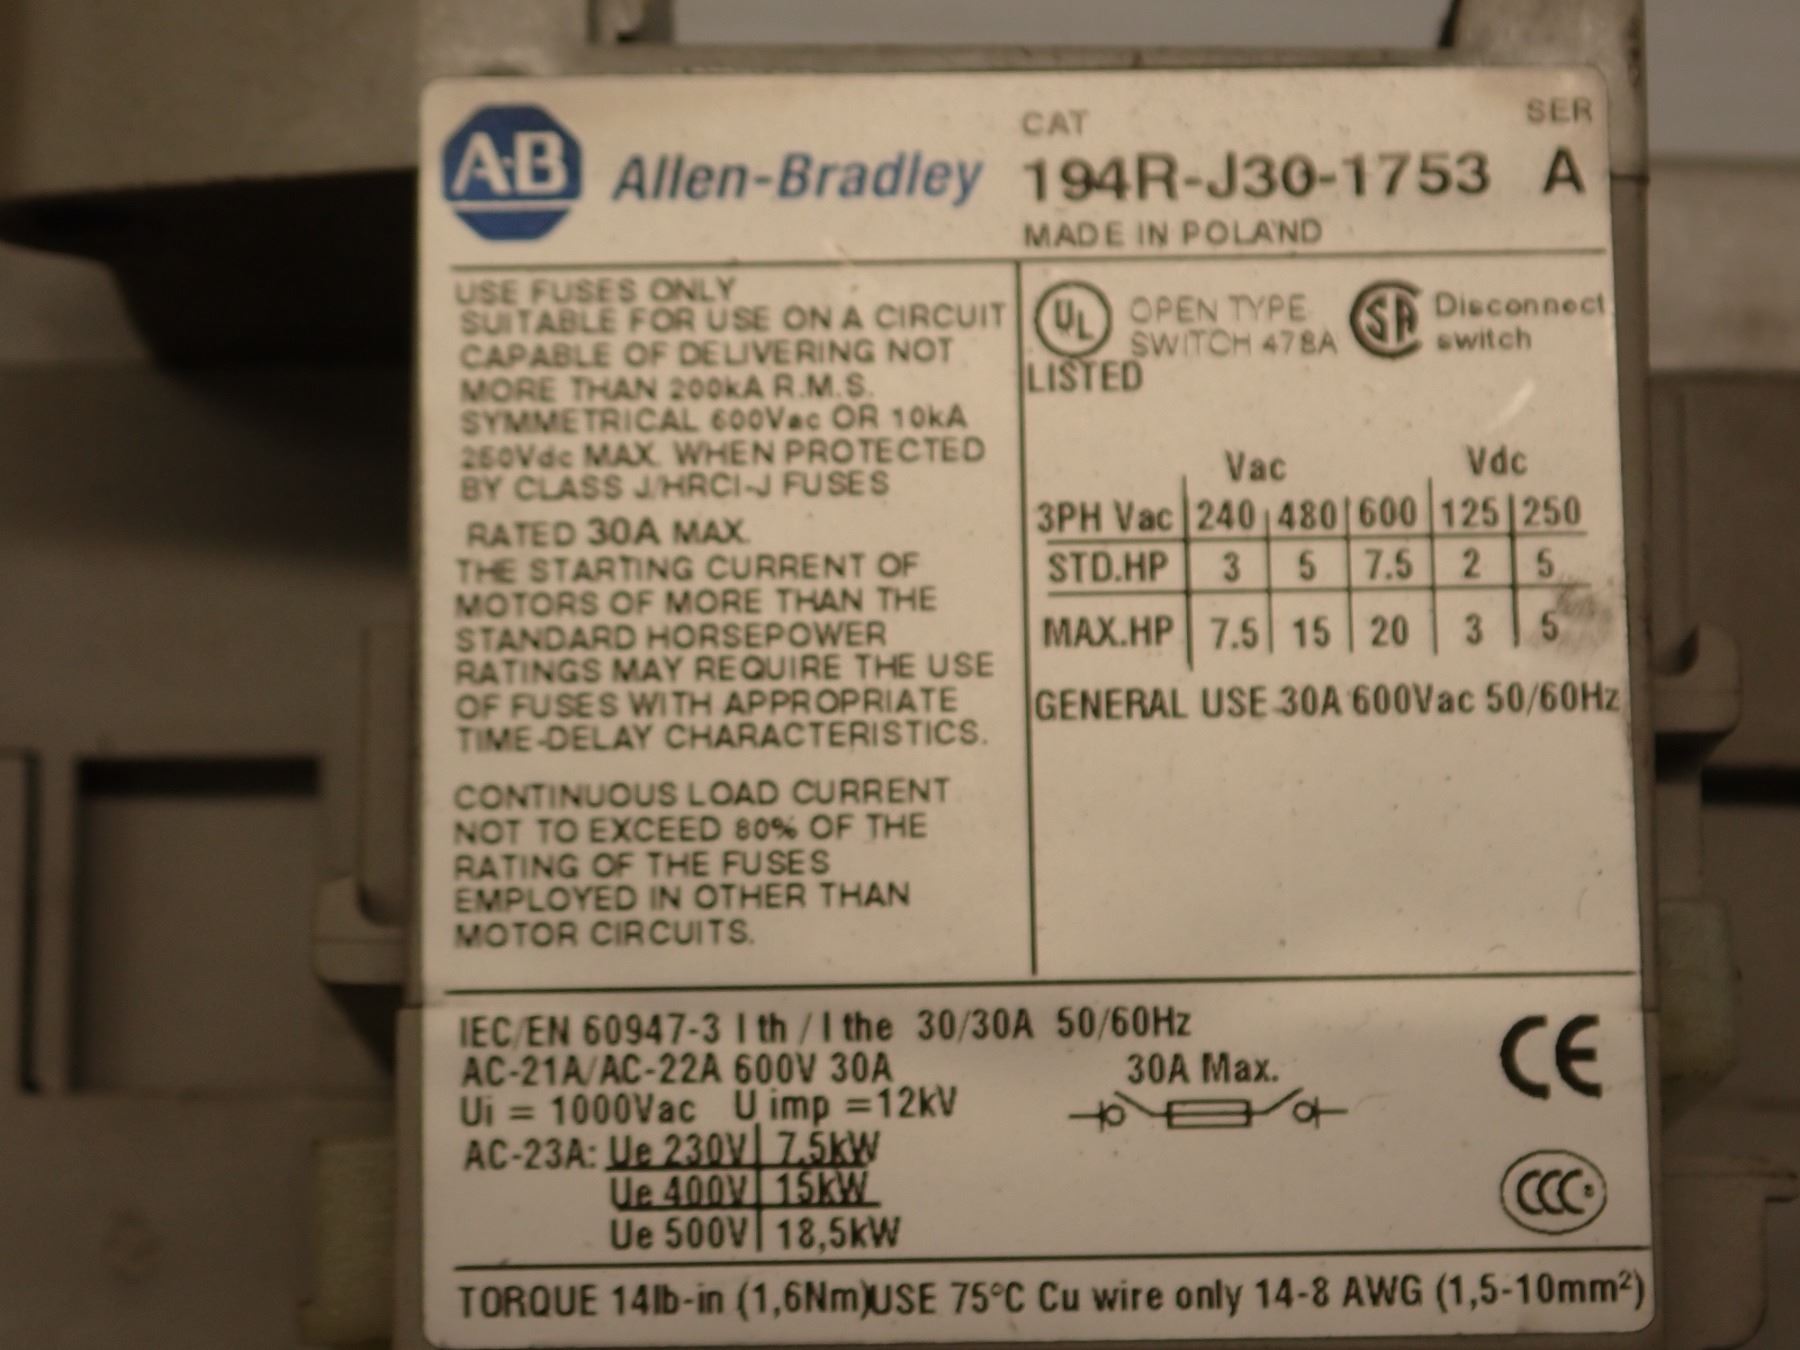 CAT SER
A-B Allen-Bradley 194R-J30-1753 A
MADE IN POLAND
USE FUSES ONLY
SUITABLE FOR USE ON A CIRCUIT
CAPABLE OF DELIVERING NOT
MORE THAN 200kA R.M.S.
SYMMETRICAL 600Vac OR 10kA
250Vdc MAX. WHEN PROTECTED
BY CLASS J/HRCI-J FUSES
RATED 30A MAX.
THE STARTING CURRENT OF
MOTORS OF MORE THAN THE
STANDARD HORSEPOWER
RATINGS MAY REQUIRE THE USE
OF FUSES WITH APPROPRIATE
TIME-DELAY CHARACTERISTICS.
CONTINUOUS LOAD CURRENT
NOT TO EXCEED 80% OF THE
RATING OF THE FUSES
EMPLOYED IN OTHER THAN
MOTOR CIRCUITS.
UL OPEN TYPE SA Disconnect
SWITCH 478A switch
LISTED
Vac Vdc
3PH Vac 240 480 600 125 250
STD.HP 3 5 7.5 2 5
MAX.HP 7.5 15 20 3 5
GENERAL USE 30A 600Vac 50/60Hz
IEC/EN 60947-3 I th / I the 30/30A 50/60Hz
AC-21A/AC-22A 600V 30A
30A Max.
CE
Ui = 1000Vac U imp =12kV
AC-23A: Ue 230V 7.5kW
Ue 400V 15kW
Ue 500V 18,5kW
CCC S
TORQUE 14lb-in (1,6Nm)USE 75°C Cu wire only 14-8 AWG (1,5-10mm²)